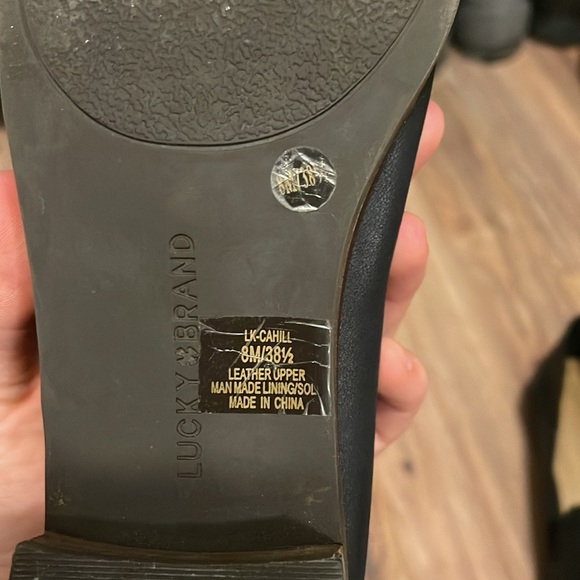 LUCKY BRAND
LK-CAHILL
8M/38½
LEATHER UPPER
MAN MADE LINING/SOL
MADE IN CHINA